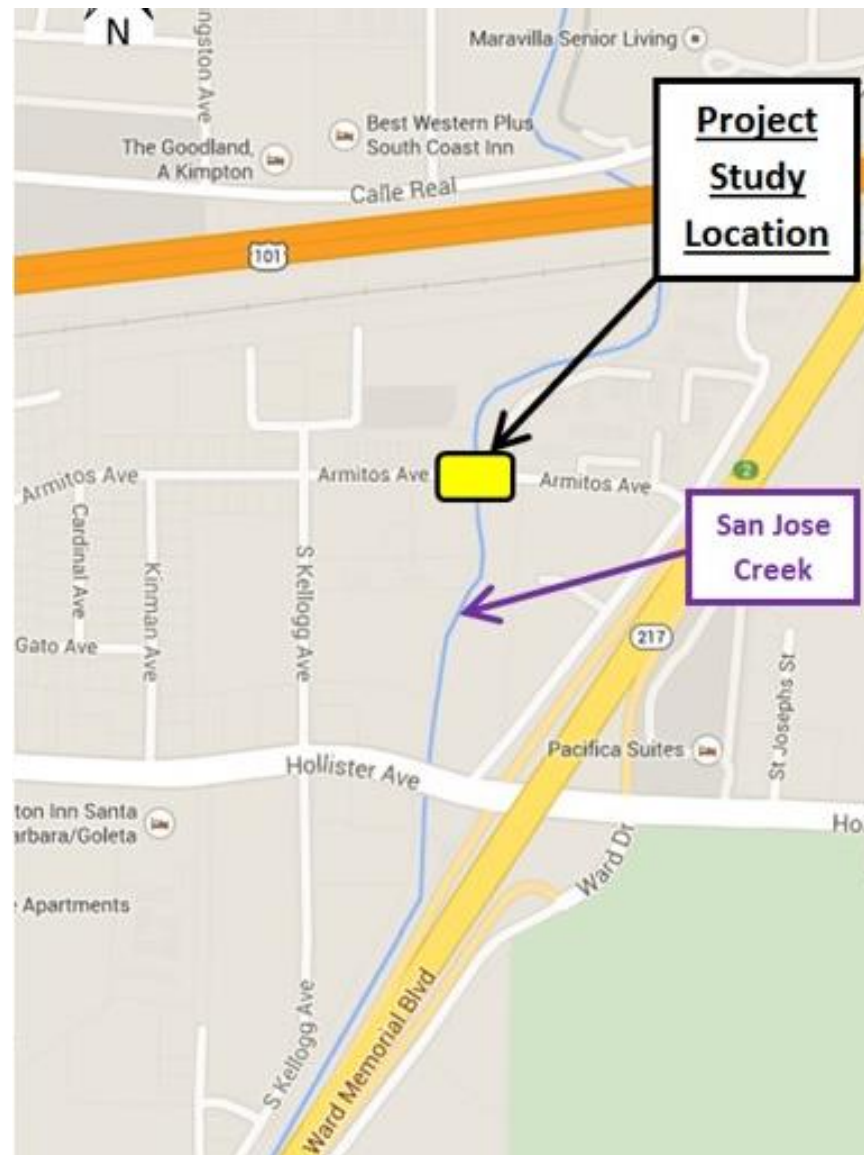 N
ngston Ave
Maravilla Senior Living
Project
Study
Location
Best Western Plus
South Coast Inn
The Goodland,
A Kimpton
Calle Real
101
Armitos Ave
Armitos Ave
Armitos Ave
2
San Jose
Creek
Cardinal Ave
Kinman Ave
S Kellogg Ave
Gato Ave
217
St Josephs St
Pacifica Suites
Hollister Ave
Ho
ton Inn Santa
arbara/Goleta
Ward Dr
Apartments
S Kellogg Ave
Ward Memorial Blvd